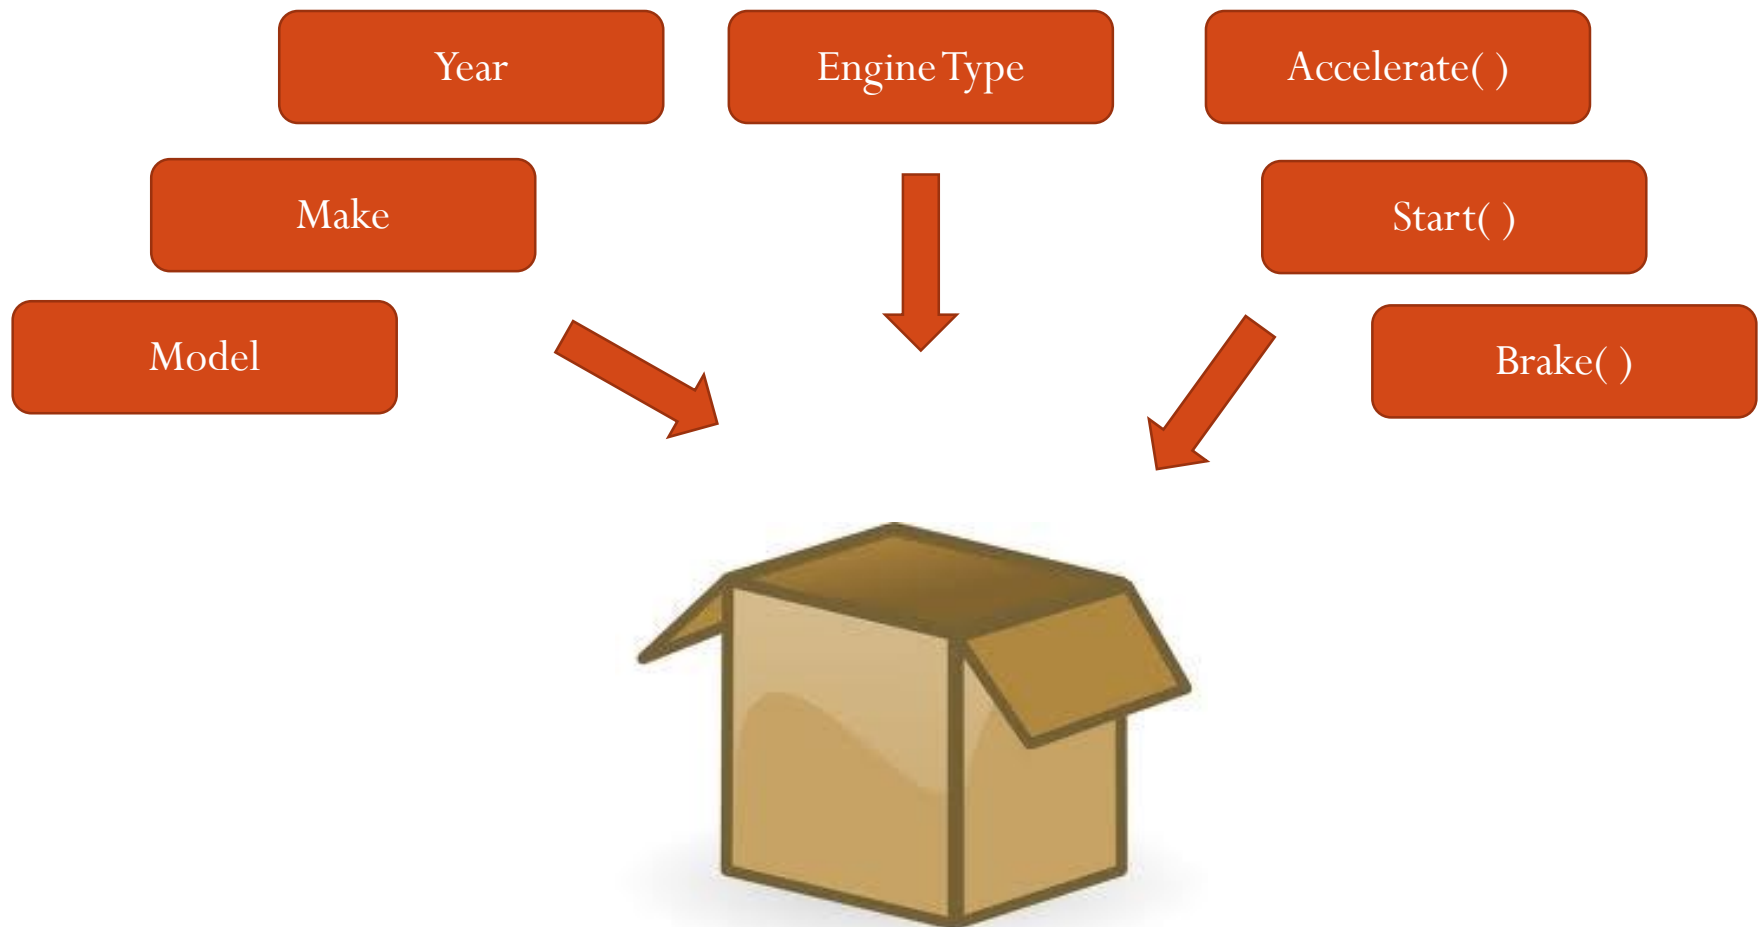 Year
Engine Type
Accelerate( )
Make
Start( )
Model
Brake( )